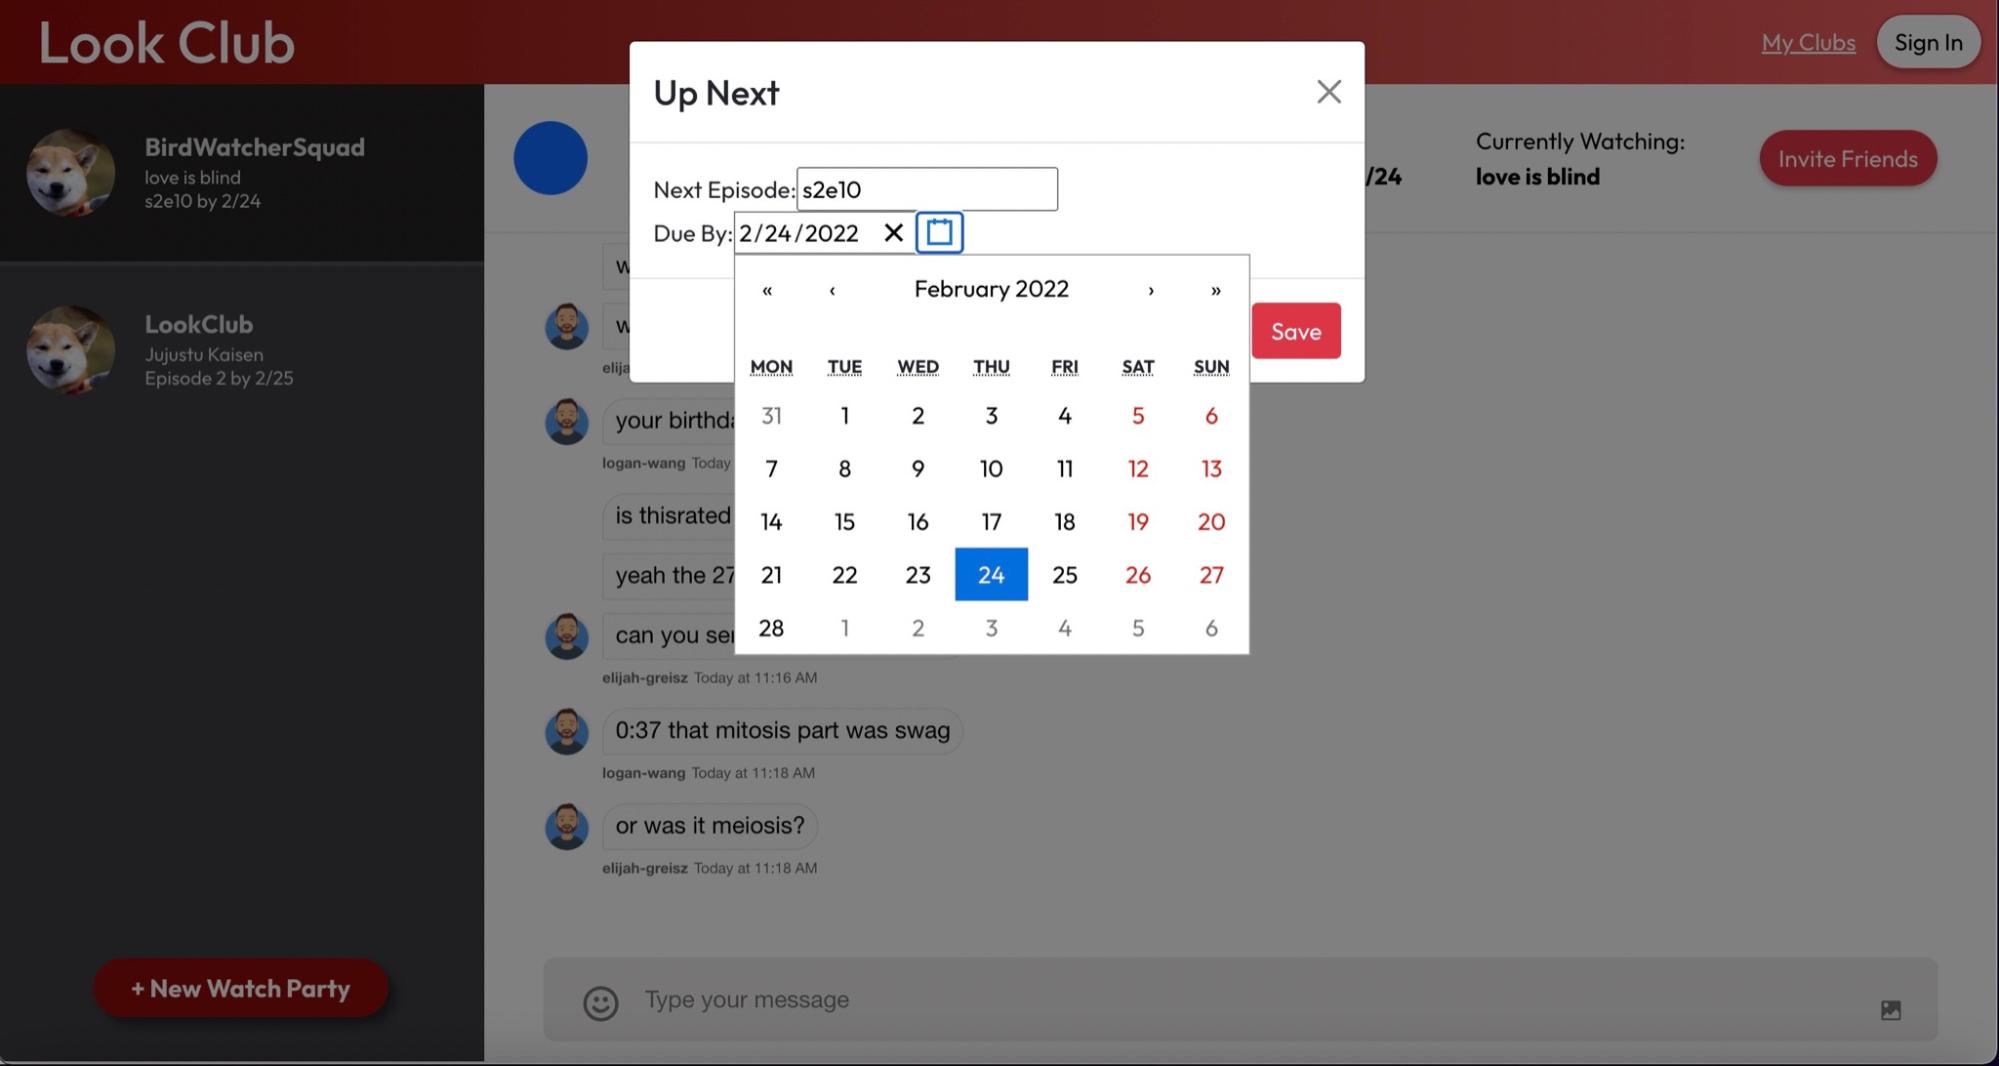 Look Club
My Clubs
Sign In
BirdWatcherSquad
love is blind
s2e10 by 2/24
LookClub
Jujustu Kaisen
Episode 2 by 2/25
+ New Watch Party
Up Next
Next Episode: s2e10
Due By: 2/24/2022
« ‹ February 2022 › »
MON TUE WED THU FRI SAT SUN
31 1 2 3 4 5 6
7 8 9 10 11 12 13
14 15 16 17 18 19 20
21 22 23 24 25 26 27
28 1 2 3 4 5 6
Save
/24
Currently Watching:
love is blind
Invite Friends
your
logan-wang Today
is thisrated
yeah the 27
can you
elijah-greisz Today at 11:16 AM
0:37 that mitosis part was swag
logan-wang Today at 11:18 AM
or was it meiosis?
elijah-greisz Today at 11:18 AM
Type your message